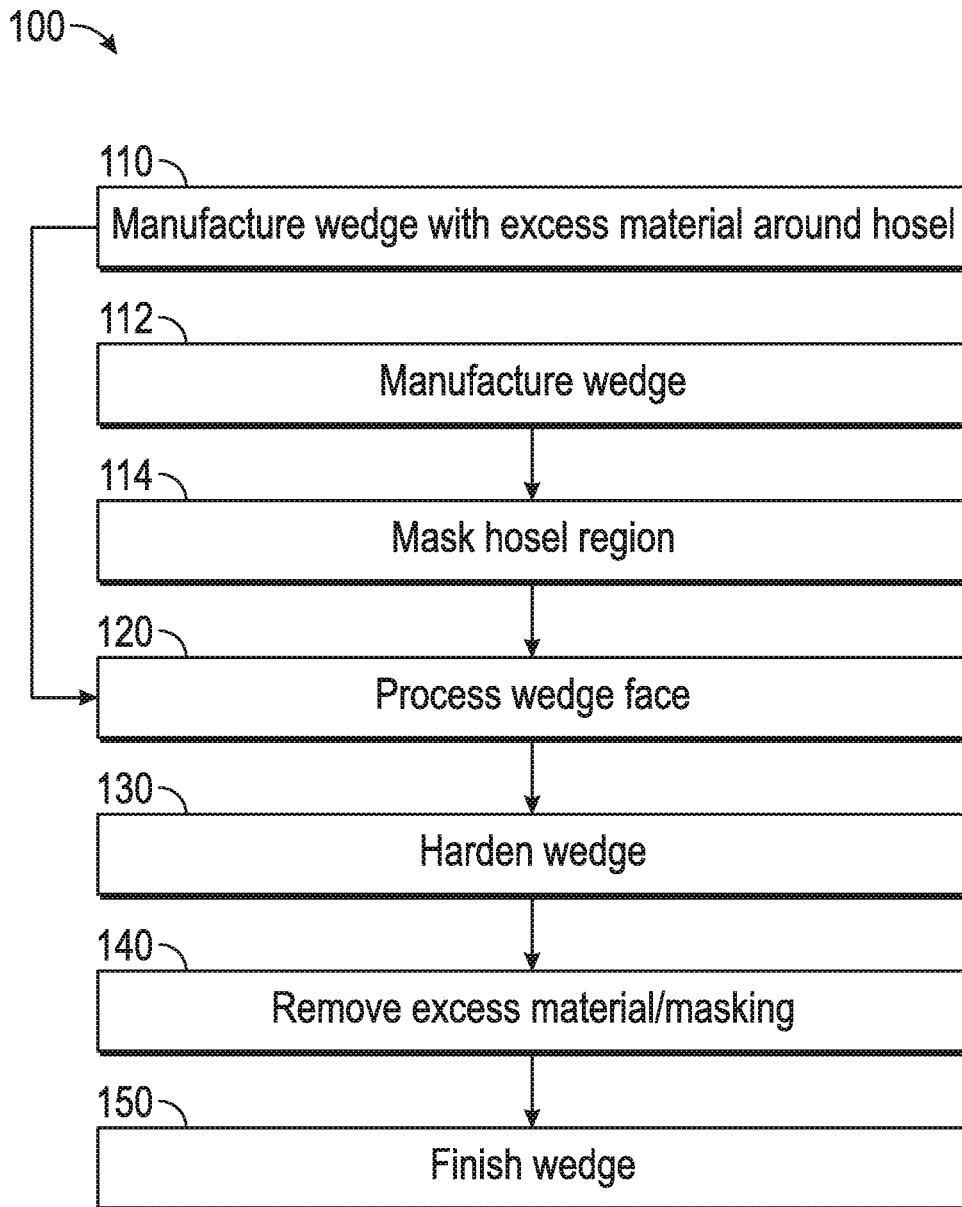 100
110
Manufacture wedge with excess material around hosel
112
Manufacture wedge
114
Mask hosel region
120
Process wedge face
130
Harden wedge
140
Remove excess material/masking
150
Finish wedge